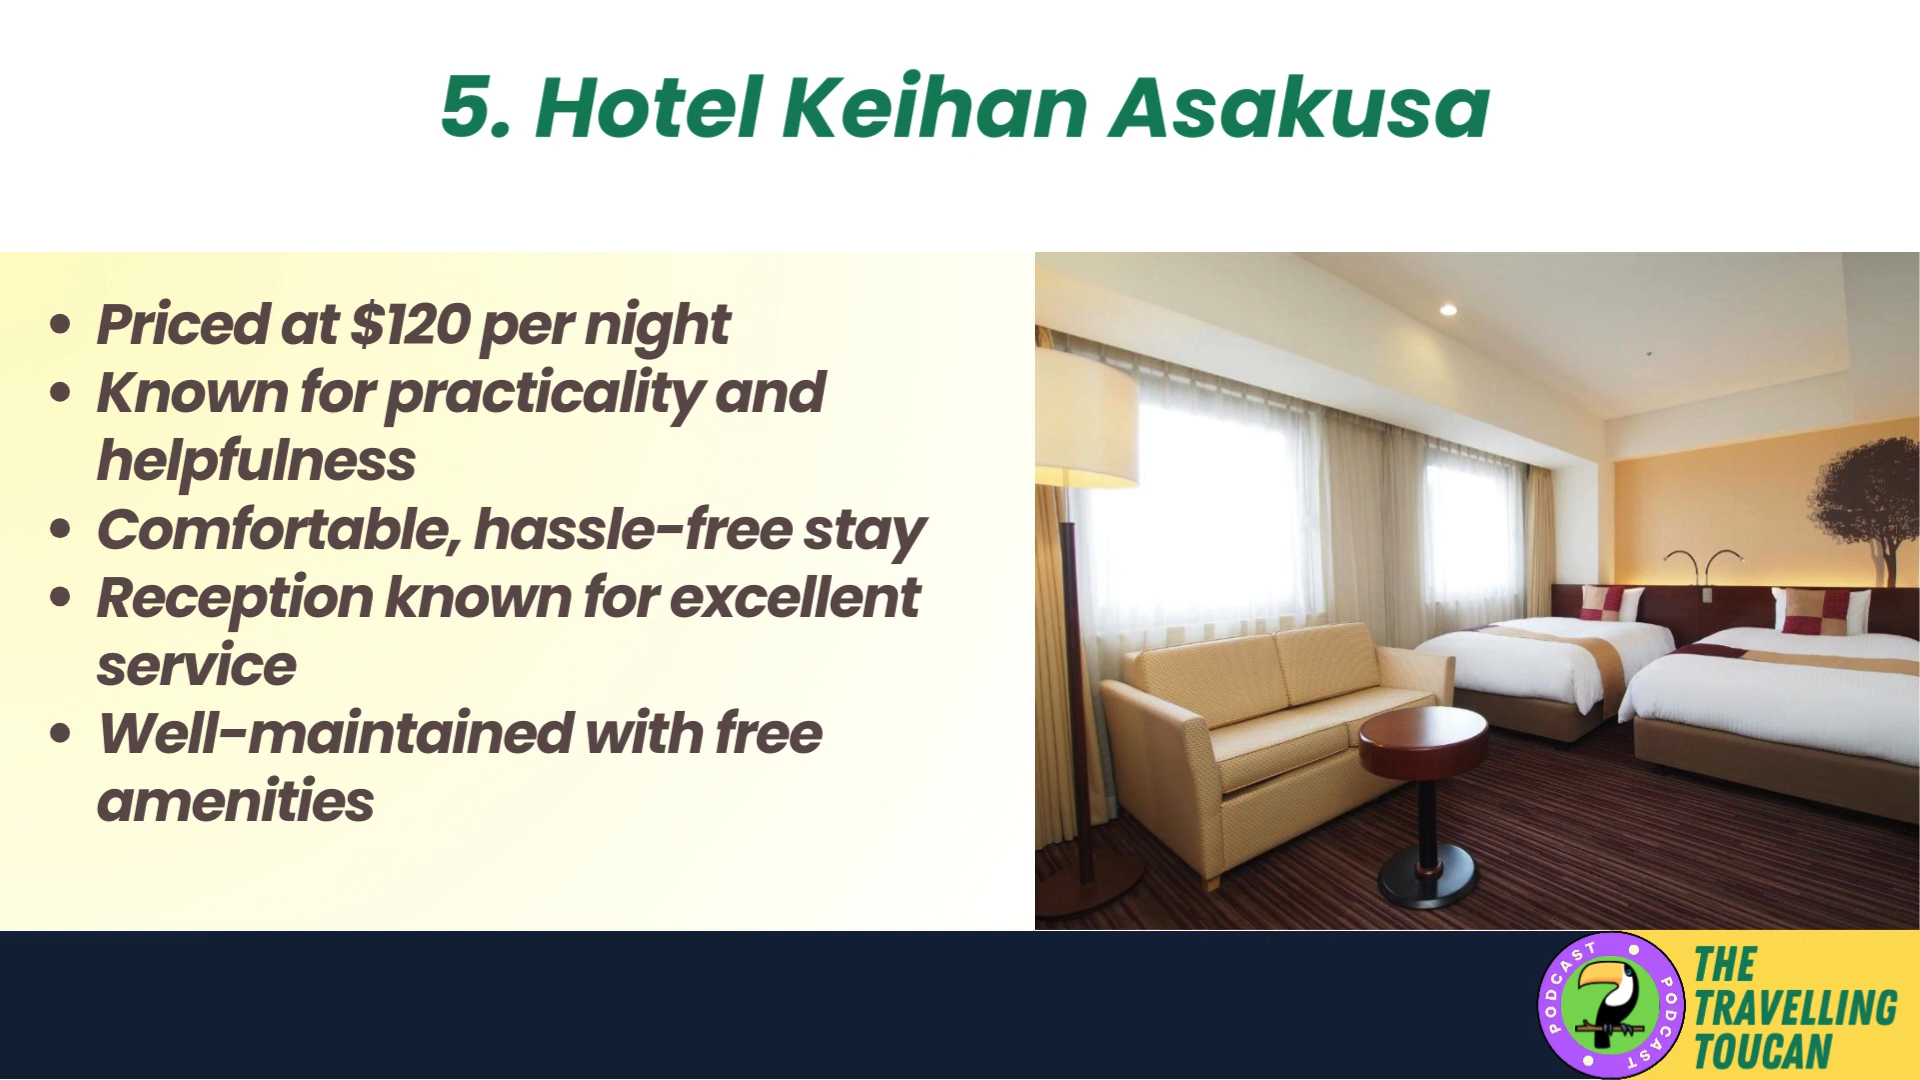 5. Hotel Keihan Asakusa
• Priced at $120 per night
• Known for practicality and
helpfulness
• Comfortable, hassle-free stay
• Reception known for excellent
service
• Well-maintained with free
amenities
PODCAST • PODCAST •
THE
TRAVELLING
TOUCAN